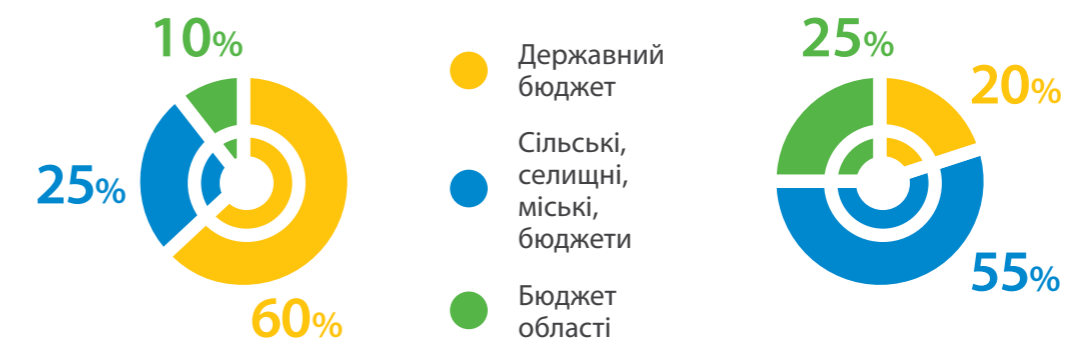 10%
25%
60%
Державний
бюджет
Сільські,
селищні,
міські,
бюджети
Бюджет
області
25%
20%
55%